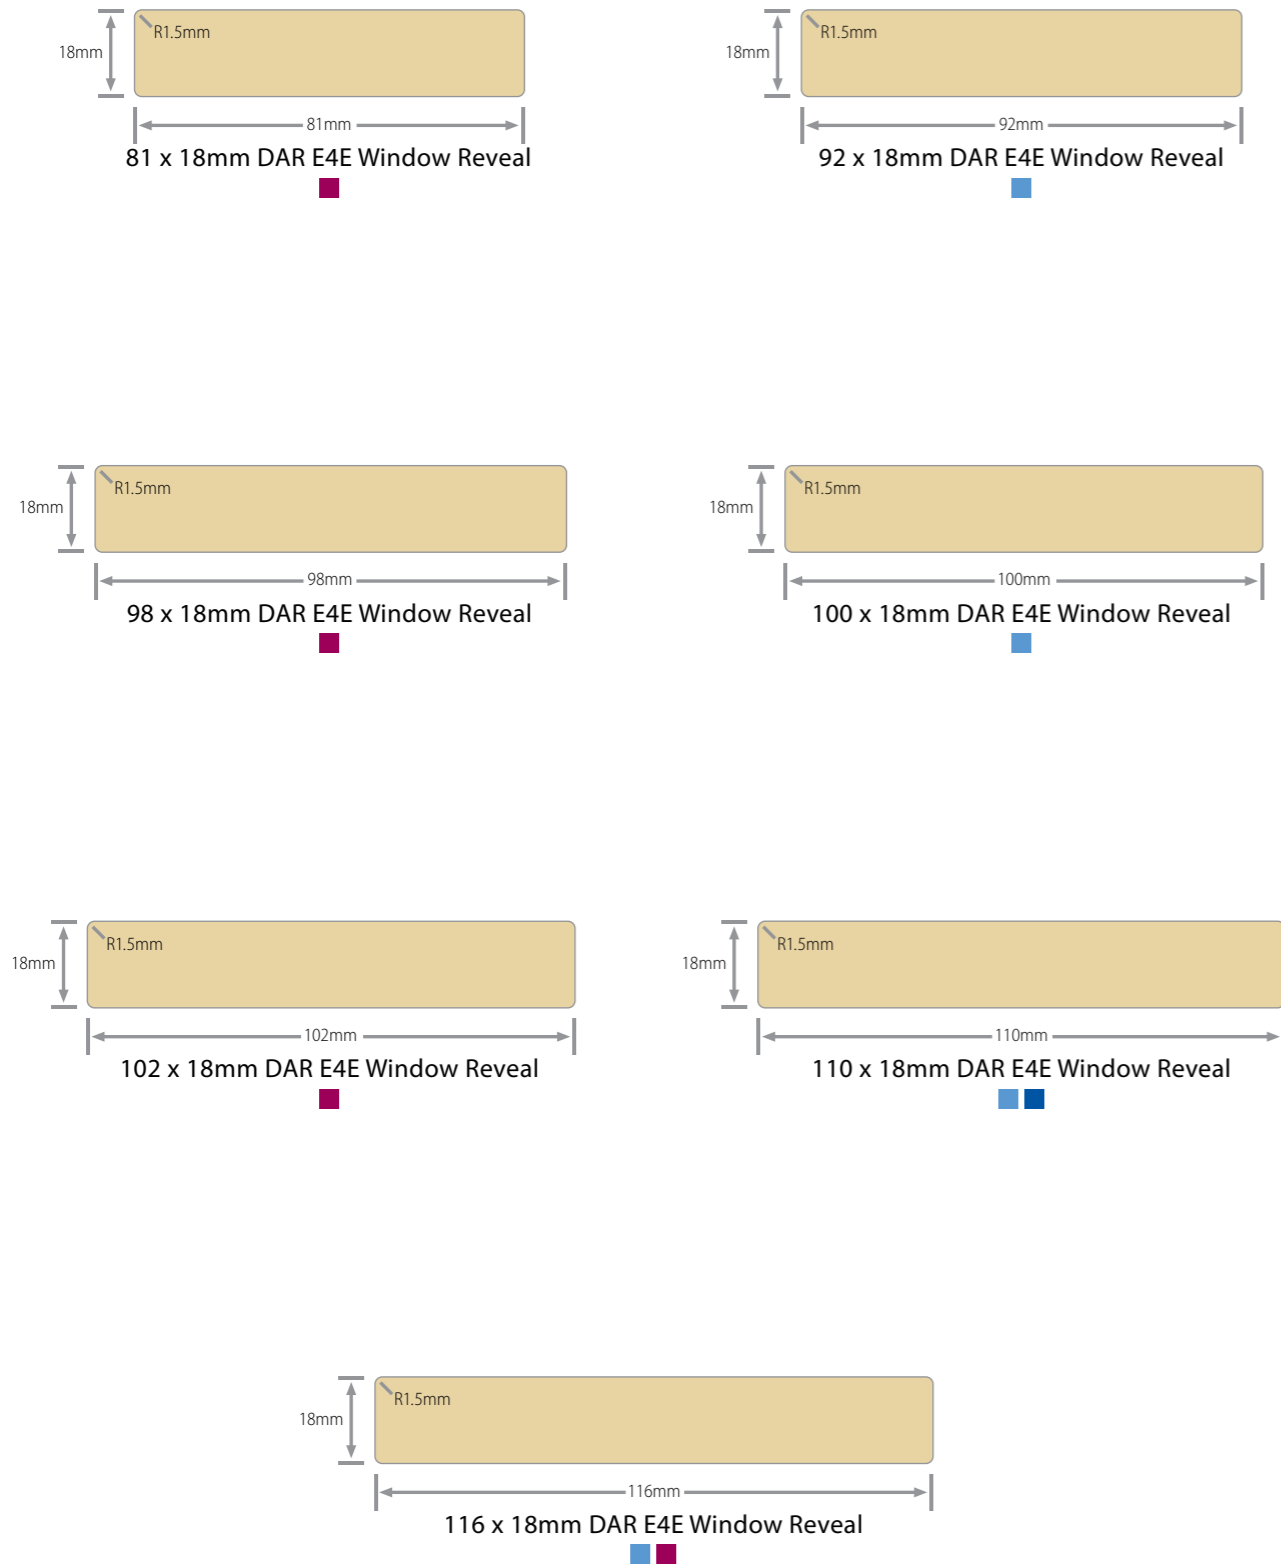 R1.5mm
18mm
81mm
81 x 18mm DAR E4E Window Reveal
R1.5mm
18mm
92mm
92 x 18mm DAR E4E Window Reveal
R1.5mm
18mm
98mm
98 x 18mm DAR E4E Window Reveal
R1.5mm
18mm
100mm
100 x 18mm DAR E4E Window Reveal
R1.5mm
18mm
102mm
102 x 18mm DAR E4E Window Reveal
R1.5mm
18mm
110mm
110 x 18mm DAR E4E Window Reveal
R1.5mm
18mm
116mm
116 x 18mm DAR E4E Window Reveal